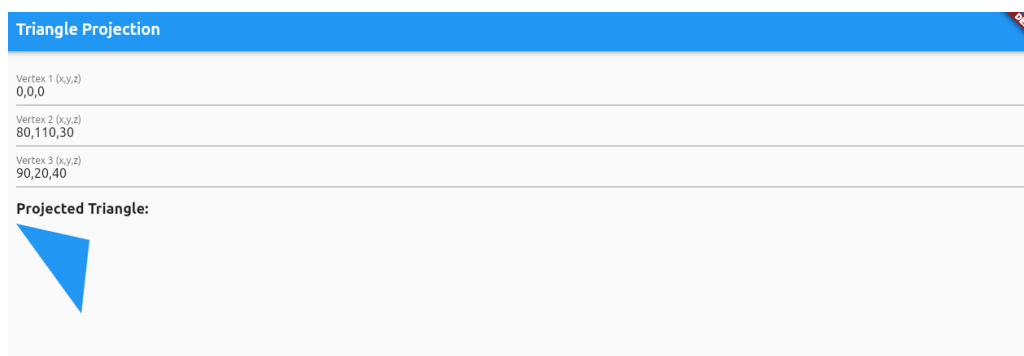 Triangle Projection
Vertex 1 (x,y,z)
0,0,0
Vertex 2 (x,y,z)
80,110,30
Vertex 3 (x,y,z)
90,20,40
Projected Triangle: